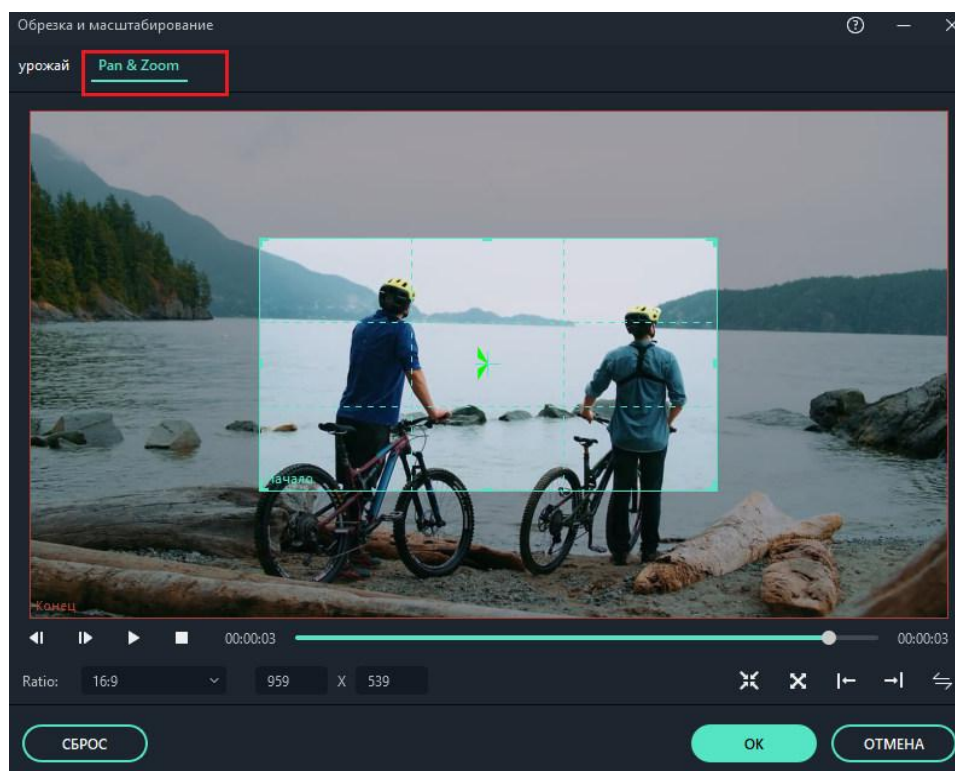 Обрезка и масштабирование
урожай Pan & Zoom
Начало
Конец
00:00:03 00:00:03
Ratio: 16:9 959 X 539
СБРОС OK ОТМЕНА